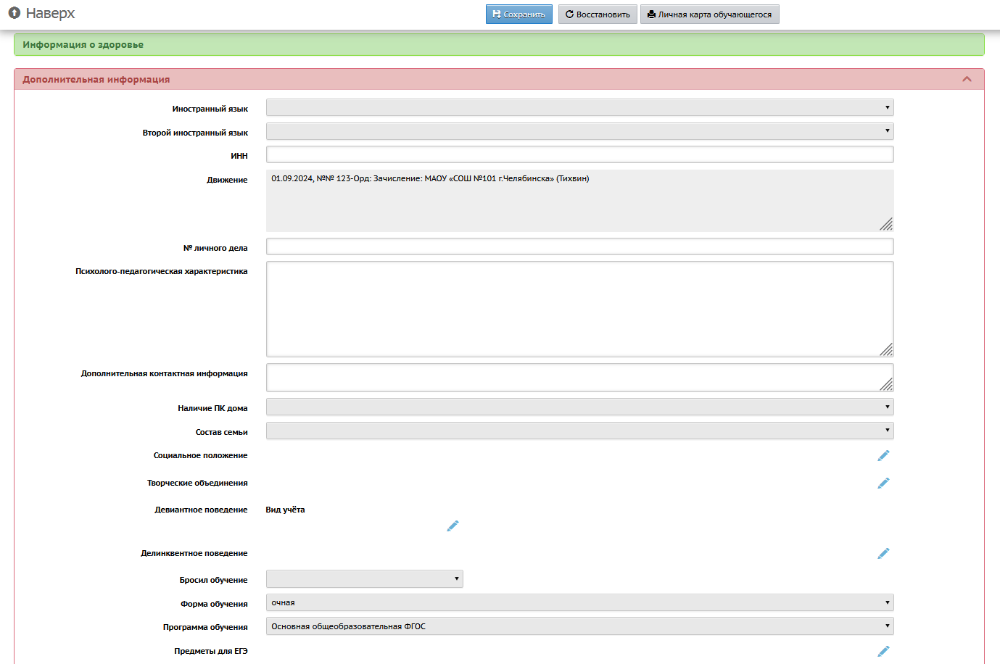 Наверх
Сохранить
Восстановить
Личная карта обучающегося
Информация о здоровье
Дополнительная информация
Иностранный язык
Второй иностранный язык
ИНН
Движение
01.09.2024, №№ 123-Орд: Зачисление: МАОУ «СОШ №101 г.Челябинска» (Тихвин)
№ личного дела
Психолого-педагогическая характеристика
Дополнительная контактная информация
Наличие ПК дома
Состав семьи
Социальное положение
Творческие объединения
Девиантное поведение
Вид учёта
Делинквентное поведение
Бросил обучение
Форма обучения
очная
Программа обучения
Основная общеобразовательная ФГОС
Предметы для ЕГЭ